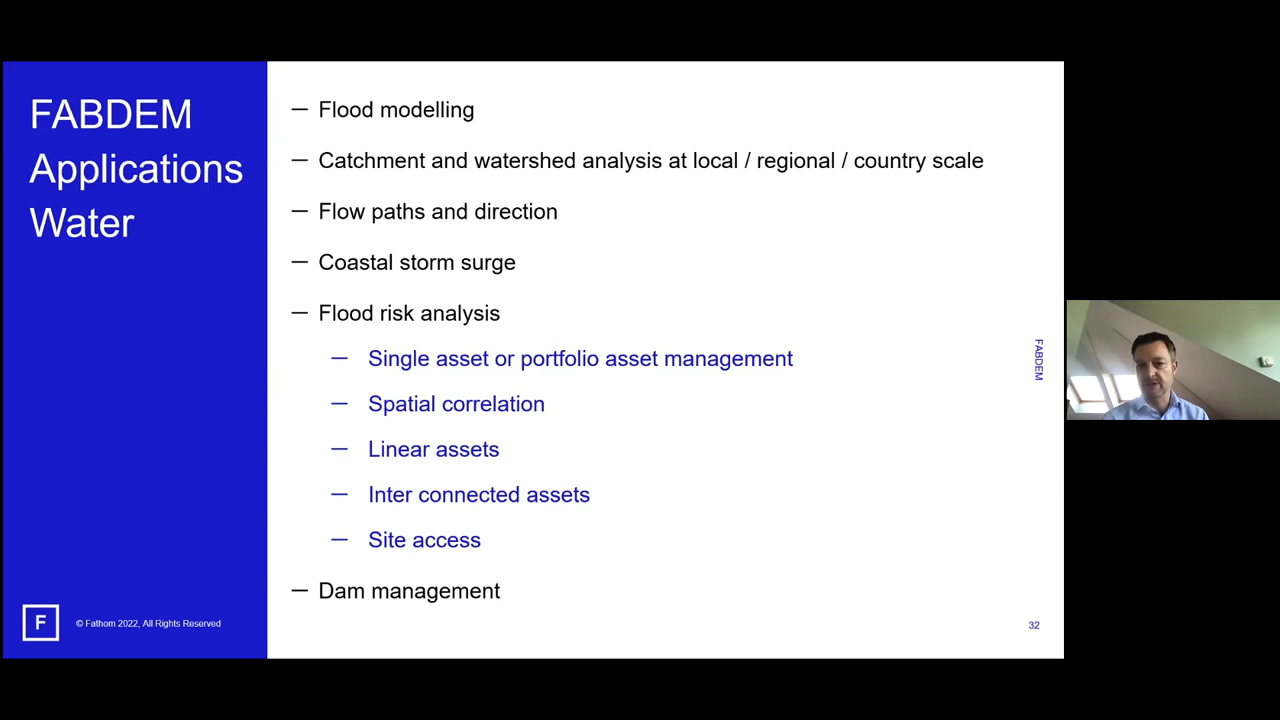 FABDEM
Applications
Water
— Flood modelling
— Catchment and watershed analysis at local / regional / country scale
— Flow paths and direction
— Coastal storm surge
— Flood risk analysis
— Single asset or portfolio asset management
— Spatial correlation
— Linear assets
— Inter connected assets
— Site access
— Dam management
FABDEM
F
© Fathom 2022, All Rights Reserved
32